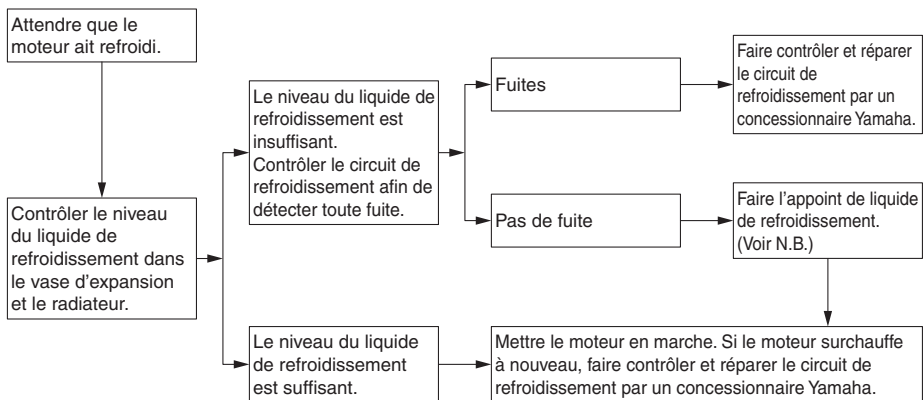 Attendre que le
moteur ait refroidi.
Contrôler le niveau
du liquide de
refroidissement dans
le vase d’expansion
et le radiateur.
Le niveau du liquide de
refroidissement est
insuffisant.
Contrôler le circuit de
refroidissement afin de
détecter toute fuite.
Fuites
Faire contrôler et réparer
le circuit de
refroidissement par un
concessionnaire Yamaha.
Pas de fuite
Faire l’appoint de liquide
de refroidissement.
(Voir N.B.)
Le niveau du liquide
de refroidissement
est suffisant.
Mettre le moteur en marche. Si le moteur surchauffe
à nouveau, faire contrôler et réparer le circuit de
refroidissement par un concessionnaire Yamaha.